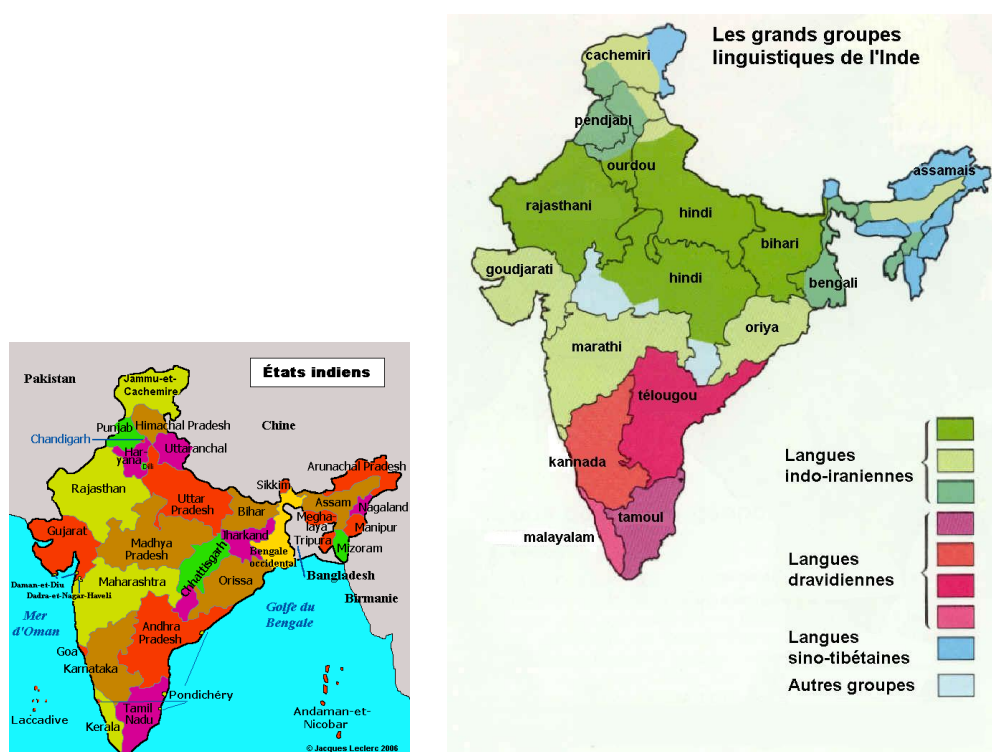 Les grands groupes
linguistiques de l'Inde
cachemiri
pendjabi
ourdou
assamais
rajasthani
hindi
bihari
goudjarati
hindi
bengali
oriya
marathi
télougou
kannada
tamoul
malayalam
Langues
indo-iraniennes
Langues
dravidiennes
Langues
sino-tibétaines
Autres groupes
États indiens
Pakistan
Jammu-et-
Cachemire
Chine
Punjab
Himachal Pradesh
Chandigarh
Uttaranchal
Har-
yana
Da
Arunachal Pradesh
Rajasthan
Sikkim
Uttar
Pradesh
Bihar
Assam
Nagaland
Megha-
laya
Manipur
Gujarat
Madhya
Pradesh
Jharkand
Tripura
Mizoram
Bengale
occidental
Chhattisgarh
Maharashtra
Orissa
Bangladesh
Daman-et-Diu
Dadra-et-Nagar-Haveli
Birmanie
Mer
d'Oman
Golfe du
Bengale
Andhra
Pradesh
Goa
Karnataka
Pondichéry
Laccadive
Tamil
Nadu
Kerala
Andaman-et-
Nicobar
© Jacques Leclerc 2006